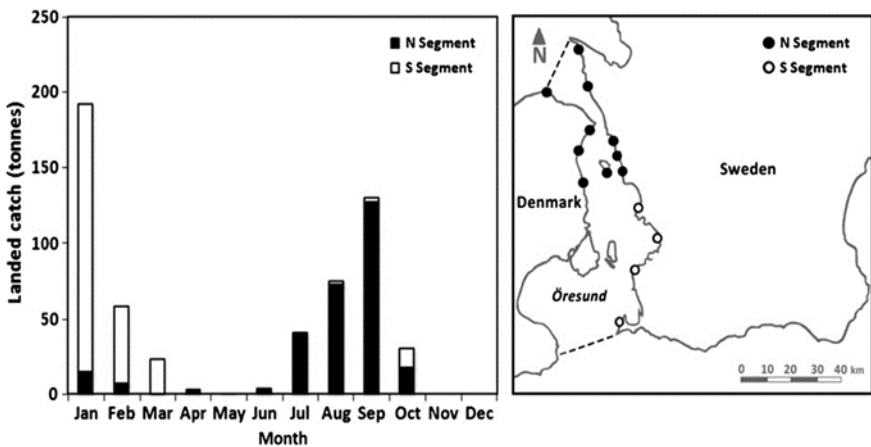 250
200
150
100
50
0
Landed catch (tonnes)
N Segment
S Segment
Jan Feb Mar Apr May Jun Jul Aug Sep Oct Nov Dec
Month
N
N Segment
S Segment
Sweden
Denmark
Öresund
0 10 20 30 40 km